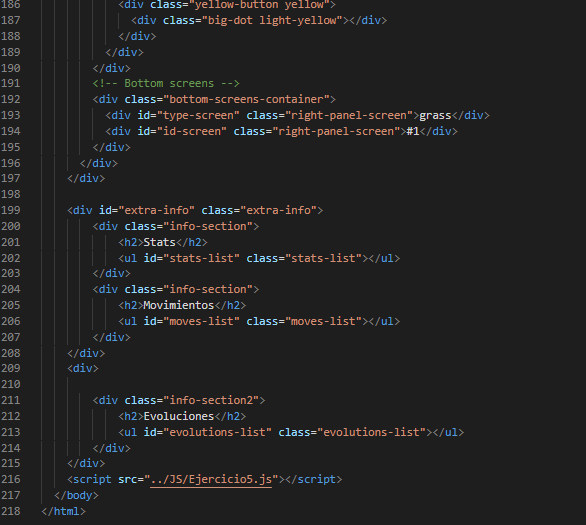 186 <div class="yellow-button yellow">
187 <div class="big-dot light-yellow"></div>
188 </div>
189 </div>
190 </div>
191 <!-- Bottom screens -->
192 <div class="bottom-screens-container">
193 <div id="type-screen" class="right-panel-screen">grass</div>
194 <div id="id-screen" class="right-panel-screen">#1</div>
195 </div>
196 </div>
197 </div>
198
199 <div id="extra-info" class="extra-info">
200 <div class="info-section">
201 <h2>Stats</h2>
202 <ul id="stats-list" class="stats-list"></ul>
203 </div>
204 <div class="info-section">
205 <h2>Movimientos</h2>
206 <ul id="moves-list" class="moves-list"></ul>
207 </div>
208 </div>
209 <div>
210
211 <div class="info-section2">
212 <h2>Evoluciones</h2>
213 <ul id="evolutions-list" class="evolutions-list"></ul>
214 </div>
215 </div>
216 <script src="../JS/Ejercicio5.js"></script>
217 </body>
218 </html>